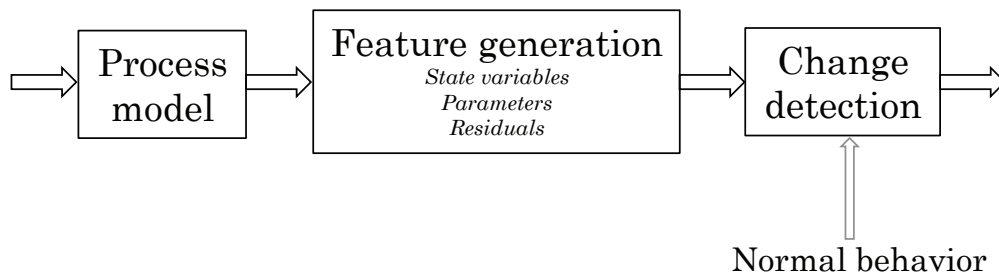 Process
model
Feature generation
State variables
Parameters
Residuals
Change
detection
Normal behavior